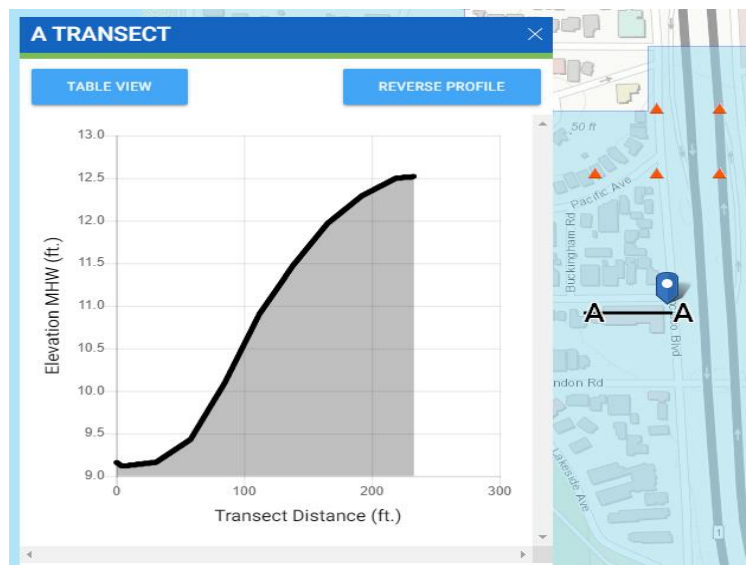 A TRANSECT
TABLE VIEW
REVERSE PROFILE
13.0
12.5
12.0
11.5
11.0
10.5
10.0
9.5
9.0
Elevation MHW (ft.)
0
100
200
300
Transect Distance (ft.)
50 ft
Pacific Ave
Buckingham Rd
A
A
Blvd
ndon Rd
Lakeside Ave
1